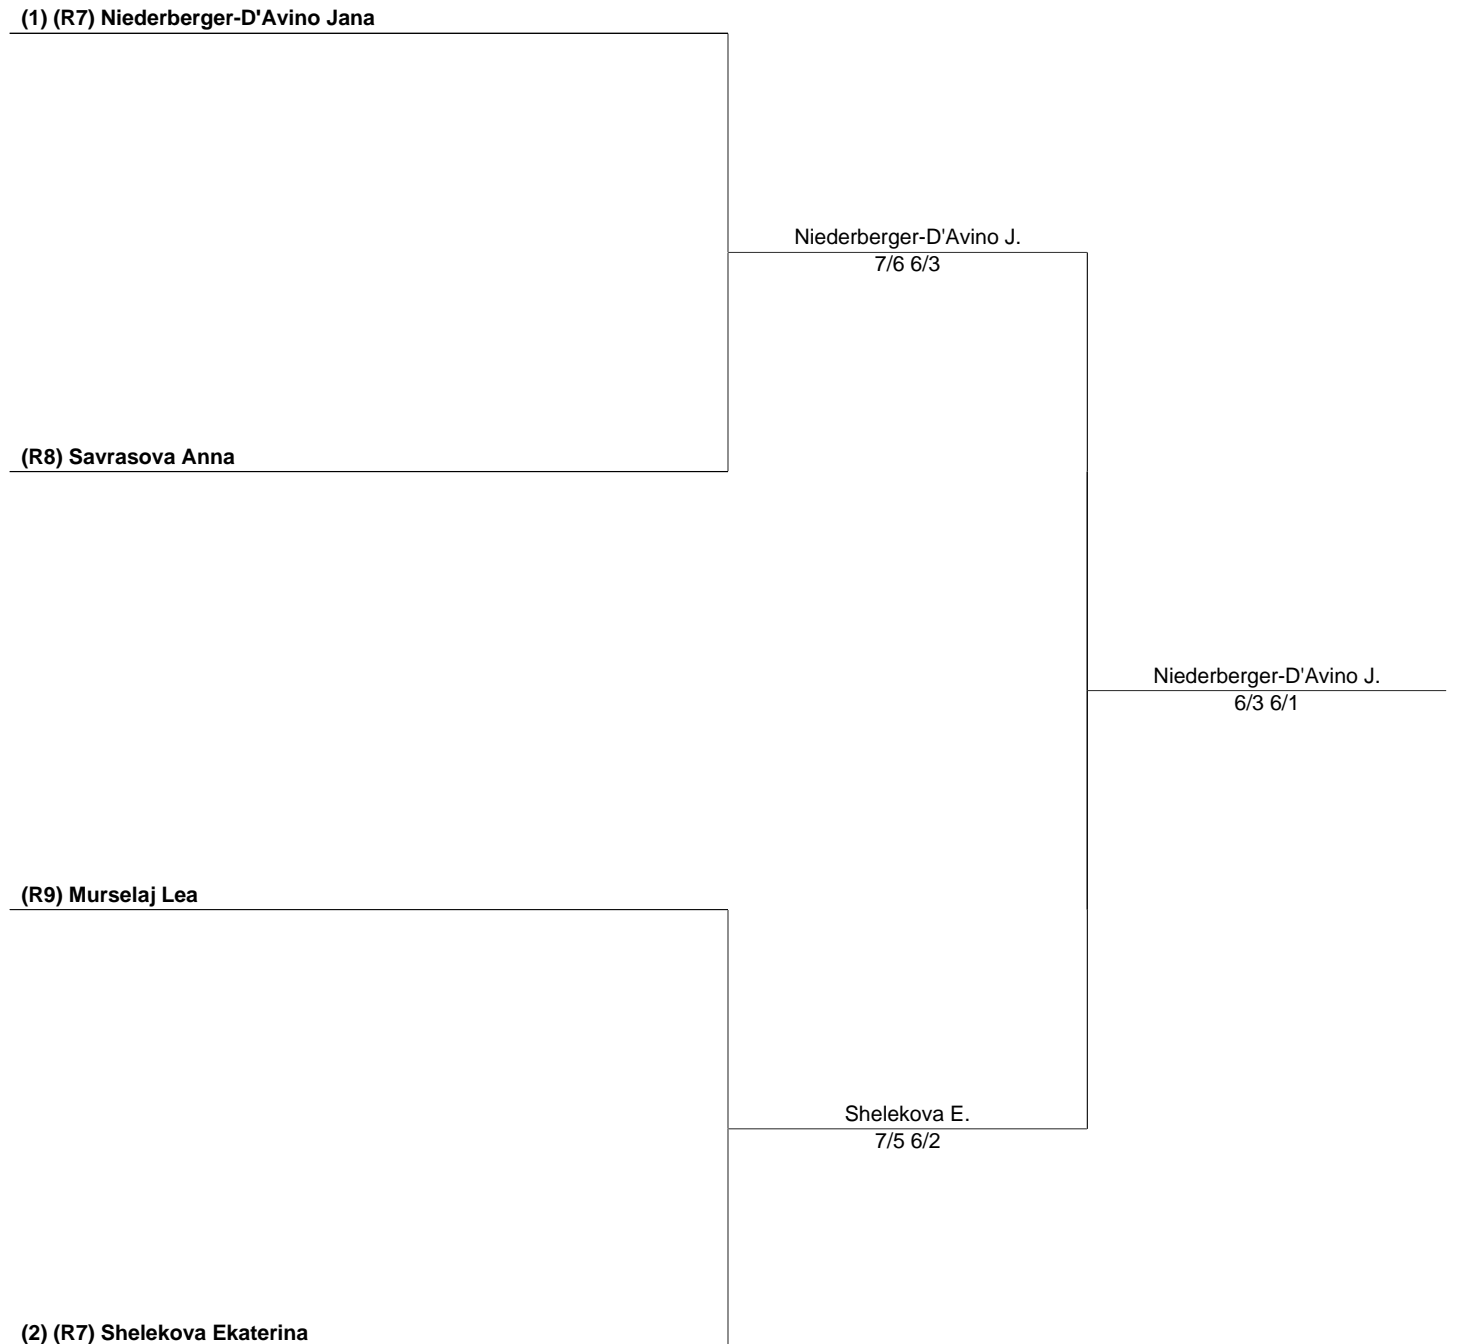 (1) (R7) Niederberger-D'Avino Jana
Niederberger-D'Avino J.
7/6 6/3
(R8) Savrasova Anna
Niederberger-D'Avino J.
6/3 6/1
(R9) Murselaj Lea
Shelekova E.
7/5 6/2
(2) (R7) Shelekova Ekaterina